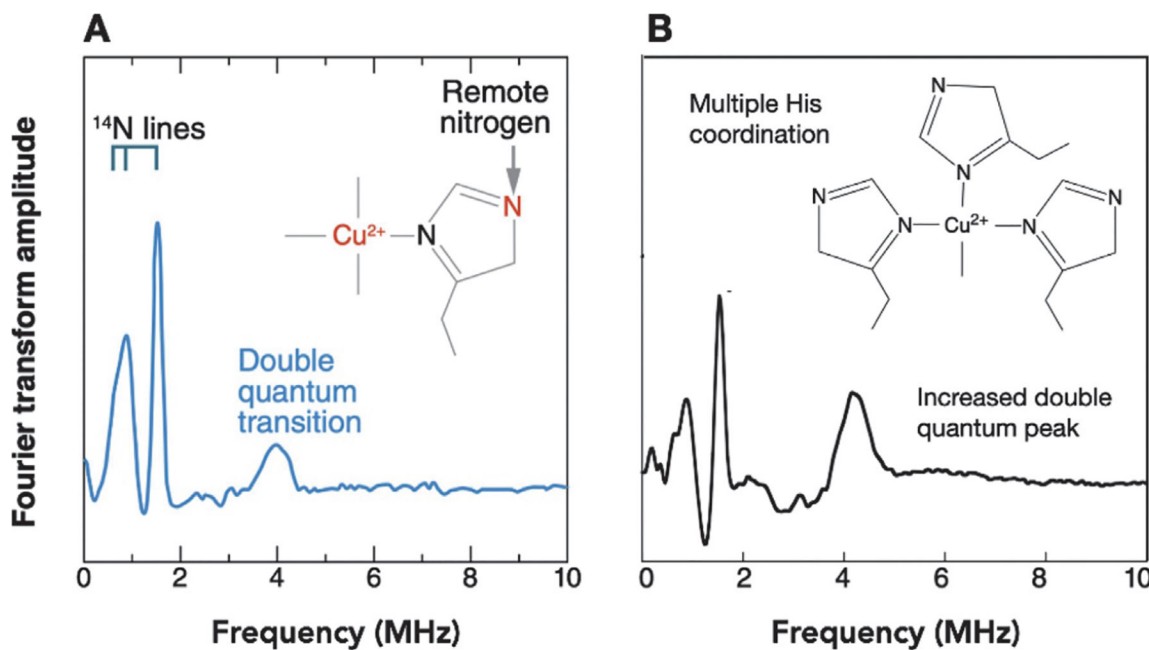 A
B
Fourier transform amplitude
¹⁴N lines
Remote
nitrogen
N
Cu²⁺
N
Double
quantum
transition
0
2
4
6
8
10
Frequency (MHz)
Multiple His
coordination
N
N
N
N
Cu²⁺
N
N
Increased double
quantum peak
0
2
4
6
8
10
Frequency (MHz)